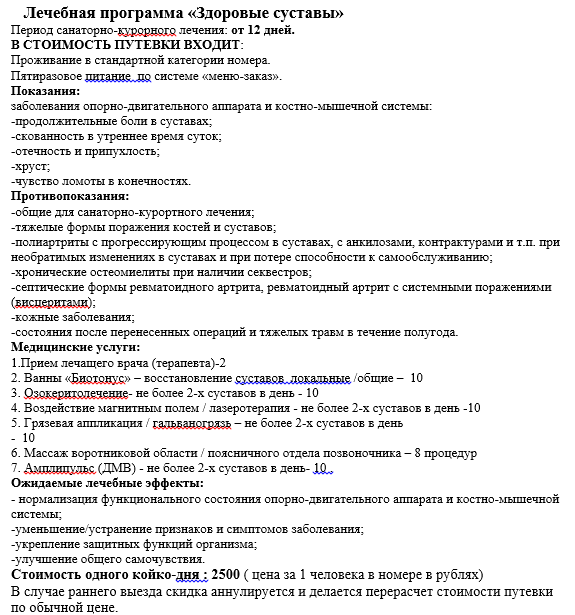 Лечебная программа «Здоровые суставы»
Период санаторно-курорного лечения: от 12 дней.
В СТОИМОСТЬ ПУТЕВКИ ВХОДИТ:
Проживание в стандартной категории номера.
Пятиразовое питание по системе «меню-заказ».
Показания:
заболевания опорно-двигательного аппарата и костно-мышечной системы:
-продолжительные боли в суставах;
-скованность в утреннее время суток;
-отечность и припухлость;
-хруст;
-чувство ломоты в конечностях.
Противопоказания:
-общие для санаторно-курортного лечения;
-тяжелые формы поражения костей и суставов;
-полиартриты с прогрессирующим процессом в суставах, с анкилозами, контрактурами и т.п. при
необратимых изменениях в суставах и при потере способности к самообслуживанию;
-хронические остеомиелиты при наличии секвестров;
-септические формы ревматоидного артрита, ревматоидный артрит с системными поражениями
(висцеритами);
-кожные заболевания;
-состояния после перенесенных операций и тяжелых травм в течение полугода.
Медицинские услуги:
1.Прием лечащего врача (терапевта)-2
2. Ванны «Биотонус» – восстановление суставов локальные /общие – 10
3. Озокеритолечение- не более 2-х суставов в день - 10
4. Воздействие магнитным полем / лазеротерапия - не более 2-х суставов в день -10
5. Грязевая аппликация / гальваногрязь – не более 2-х суставов в день
- 10
6. Массаж воротниковой области / поясничного отдела позвоночника – 8 процедур
7. Амплипульс (ДМВ) - не более 2-х суставов в день- 10 .
Ожидаемые лечебные эффекты:
- нормализация функционального состояния опорно-двигательного аппарата и костно-мышечной
системы;
-уменьшение/устранение признаков и симптомов заболевания;
-укрепление защитных функций организма;
-улучшение общего самочувствия.
Стоимость одного койко-дня : 2500 ( цена за 1 человека в номере в рублях)
В случае раннего выезда скидка аннулируется и делается перерасчет стоимости путевки
по обычной цене.